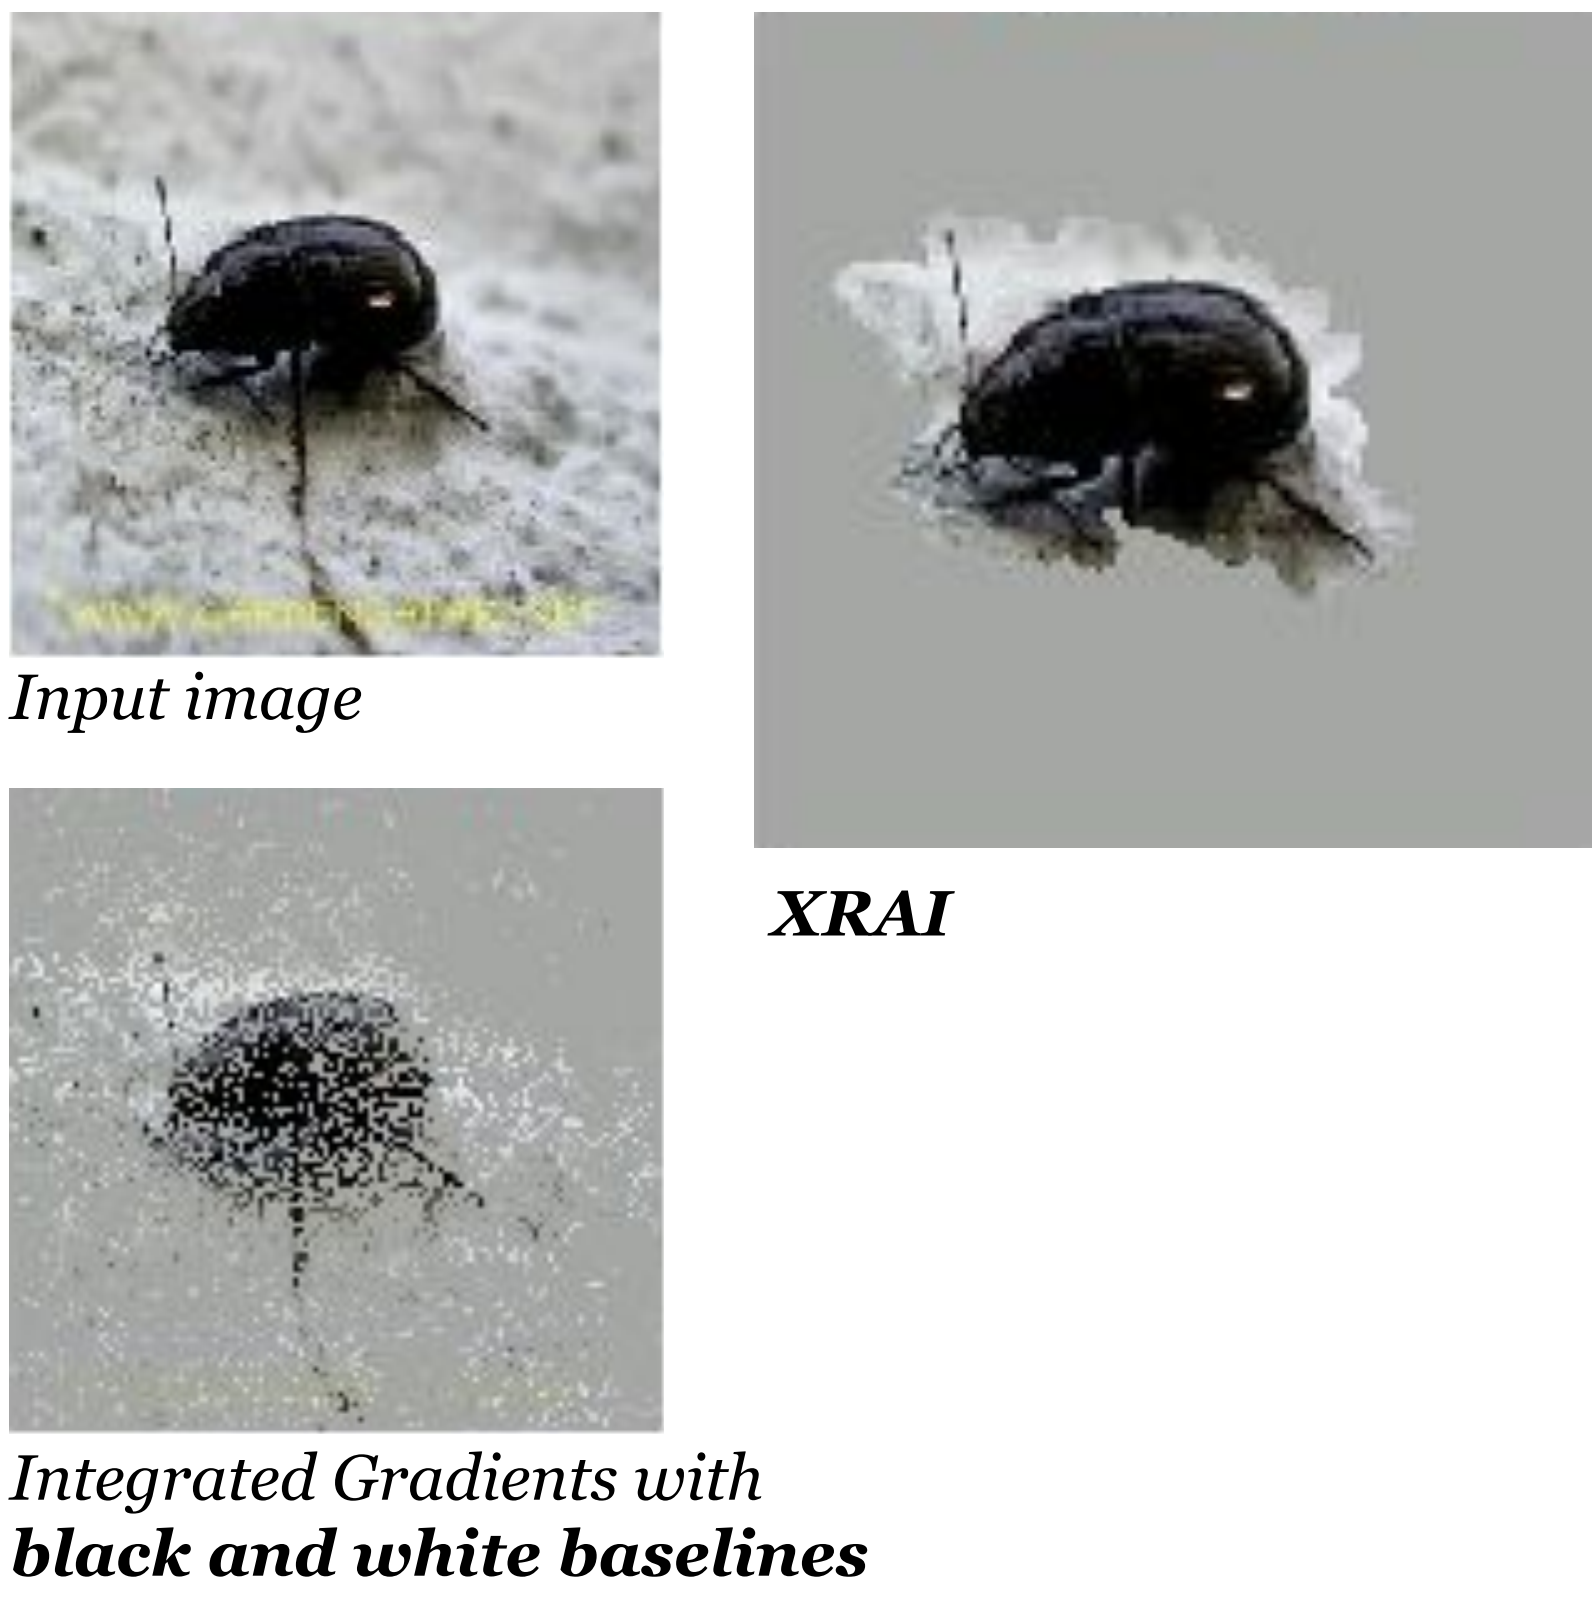 Input image
XRAI
Integrated Gradients with
black and white baselines